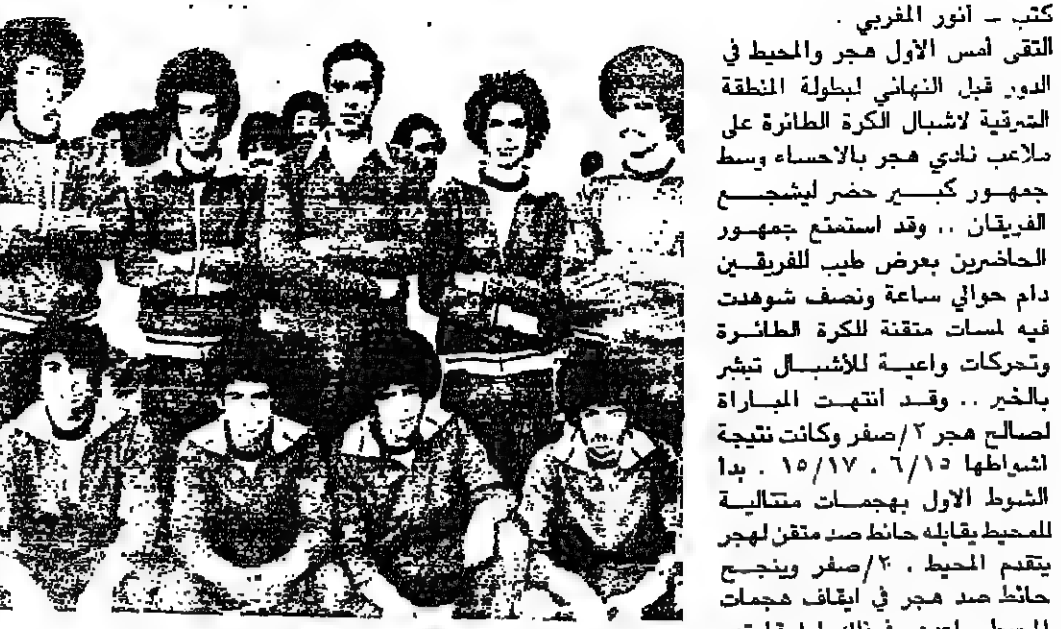 كتب - انور المغربي .
التقى أمس الأول هجر والمحيط في
الدور قبل النهائي لبطولة المنطقة
الشرقية لاشبال الكرة الطائرة على
ملاعب نادي هجر بالاحساء وسط
جمهور كبير حضر ليشجع
الفريقان .. وقد استمتع جمهور
الحاضرين بعرض طيب للفريقين
دام حوالي ساعة ونصف شوهدت
فيه لمسات متقنة للكرة الطائرة
وتحركات واعية للأشبال تبشر
بالخير .. وقد انتهت المباراة
لصالح هجر ٢/صفر وكانت نتيجة
اشواطها ٦/١٥ ، ١٥/١٧ . بدأ
الشوط الاول بهجمات متتالية
للمحيط يقابله حائط صد متقن لهجر
يتقدم المحيط ، ٢/صفر وينجح
حائط صد هجر في ايقاف هجمات